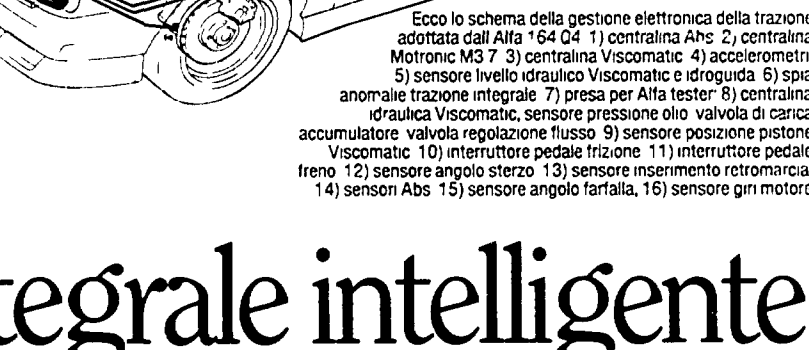 Ecco lo schema della gestione elettronica della trazione
adottata dall Alfa 164 Q4 1) centralina Abs 2) centralina
Motronic M3 7 3) centralina Viscomatic 4) accelerometri
5) sensore livello idraulico Viscomatic e idroguida 6) spia
anomalie trazione integrale 7) presa per Alfa tester 8) centralina
idraulica Viscomatic, sensore pressione olio valvola di carica
accumulatore valvola regolazione flusso 9) sensore posizione pistone
Viscomatic 10) interruttore pedale frizione 11) interruttore pedale
freno 12) sensore angolo sterzo 13) sensore inserimento retromarcia
14) sensori Abs 15) sensore angolo farfalla, 16) sensore giri motore
tegrale intelligente